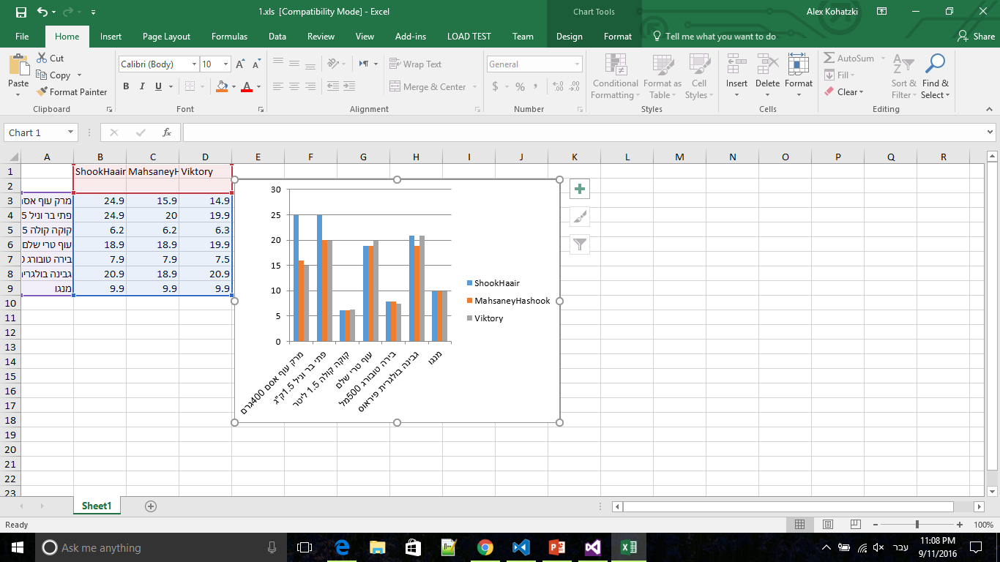 1.xls [Compatibility Mode] - Excel
Chart Tools
Alex Kohatzki
File Home Insert Page Layout Formulas Data Review View Add-ins LOAD TEST Team Design Format Tell me what you want to do Share
Paste
Cut
Copy
Format Painter
Clipboard
Calibri (Body) 10
B I U
Font
Wrap Text
Merge & Center
Alignment
General
$ % ,
Number
Conditional Formatting
Format as Table
Cell Styles
Styles
Insert Delete Format
Cells
AutoSum
Fill
Clear
Sort & Filter
Find & Select
Editing
Chart 1 fx
A B C D E F G H I J K L M N O P Q R
1 ShookHaair MahsaneyH Viktory
2
3 מרק עוף אסם 24.9 15.9 14.9
4 פתי בר וניל 5 24.9 20 19.9
5 קוקה קולה 5 6.2 6.2 6.3
6 עוף טרי שלם 18.9 18.9 19.9
7 בירה טובורג 7.9 7.9 7.5
8 גבינה בולגרית 20.9 18.9 20.9
9 מנגו 9.9 9.9 9.9
10
11
12
13
14
15
16
17
18
19
20
21
22
23
30
25
20
15
10
5
0
מרק עוף אסם 400גרם
פתי בר וניל 1.5ק"ג
קוקה קולה 1.5 ליטר
עוף טרי שלם
בירה טובורג 500מל
גבינה בולגרית פיראוס
מנגו
ShookHaair
MahsaneyHashook
Viktory
Sheet1
Ready
100%
Ask me anything
עבר
11:08 PM
9/11/2016